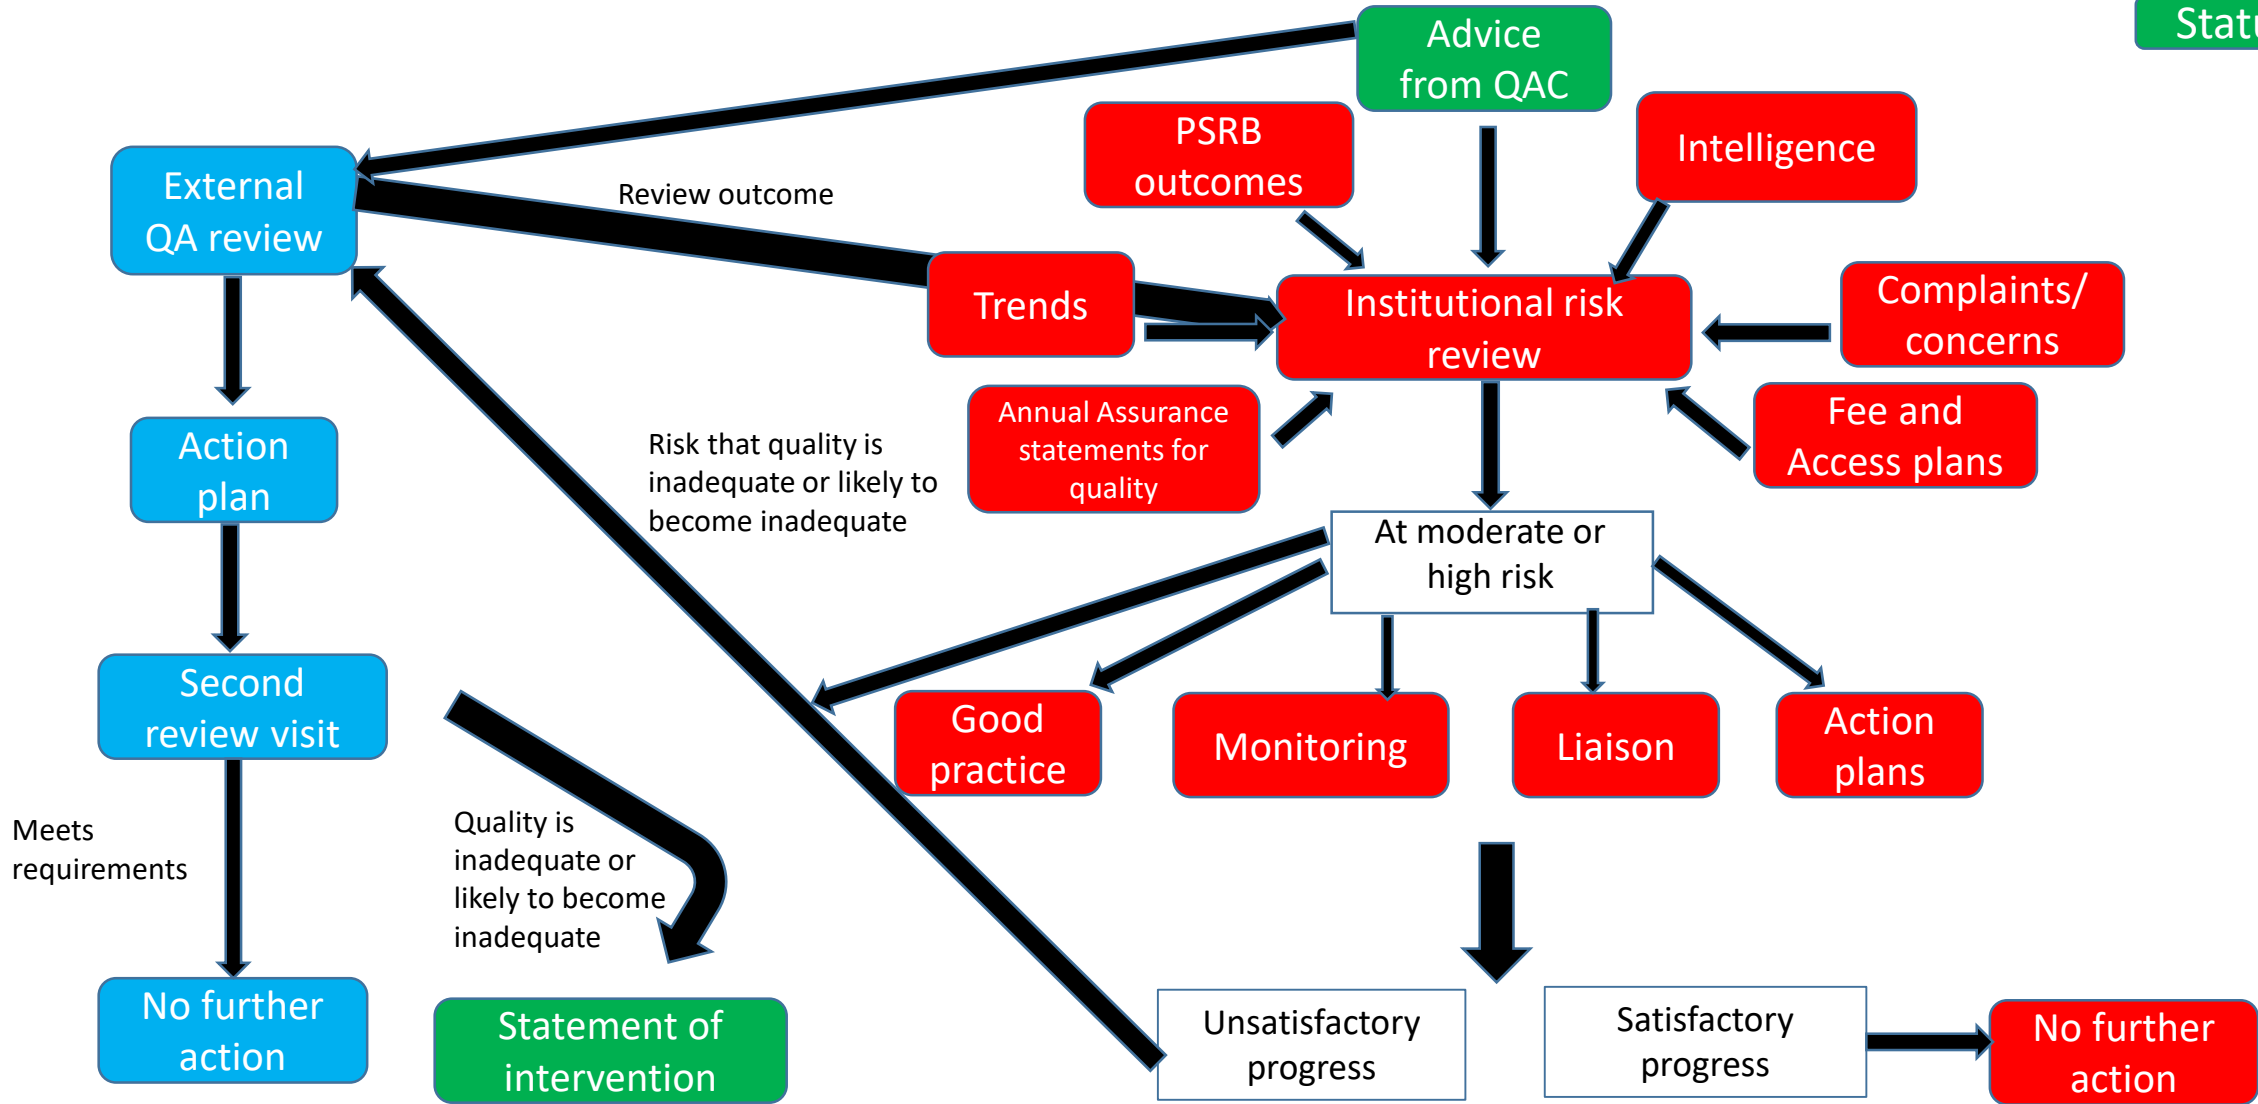 Advice
from QAC
PSRB
outcomes
Intelligence
External
QA review
Review outcome
Trends
Institutional risk
review
Complaints/
concerns
Annual Assurance
statements for
quality
Fee and
Access plans
Action
plan
Risk that quality is
inadequate or likely to
become inadequate
At moderate or
high risk
Second
review visit
Good
practice
Monitoring
Liaison
Action
plans
Meets
requirements
Quality is
inadequate or
likely to become
inadequate
No further
action
Statement of
intervention
Unsatisfactory
progress
Satisfactory
progress
No further
action